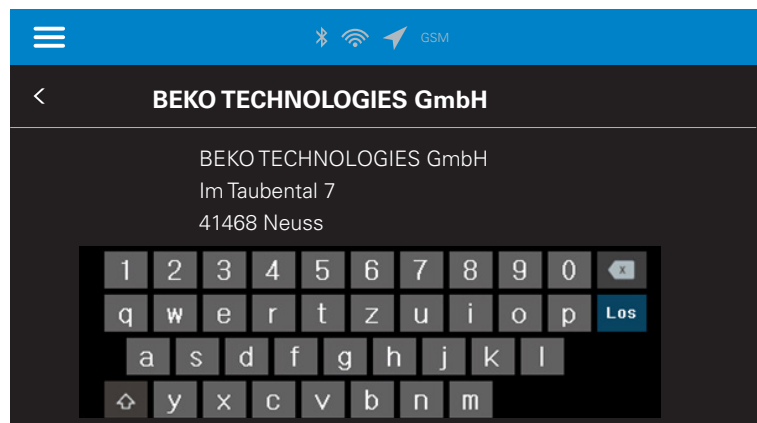 GSM
BEKO TECHNOLOGIES GmbH
BEKO TECHNOLOGIES GmbH
Im Taubental 7
41468 Neuss
1 2 3 4 5 6 7 8 9 0 x
q w e r t z u i o p Los
a s d f g h j k l
y x c v b n m